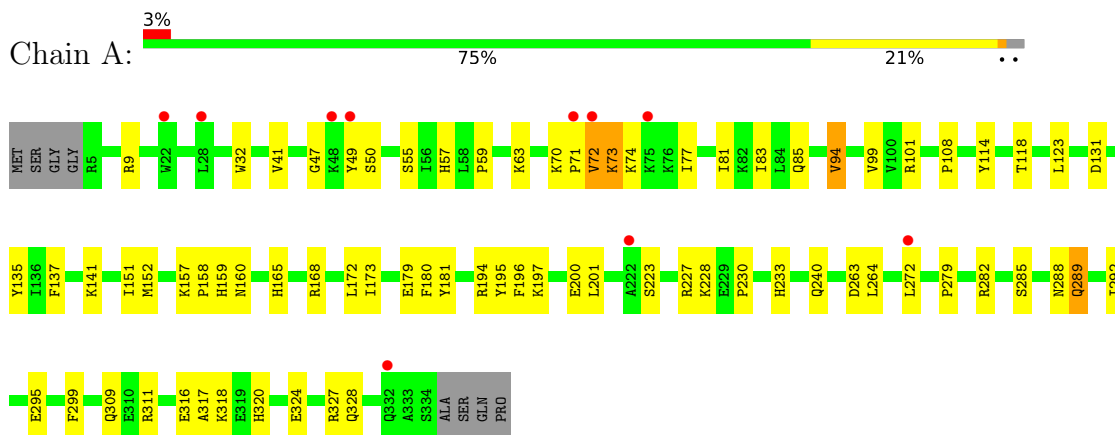 3%
Chain A:
75% 21% • •
MET SER GLY GLY R5 R9 W22 L28 W32 V41 G47 K48 Y49 S50 S55 I56 H57 L58 P59 K63 K70 P71 V72 K73 K74 K75 K76 I77 I81 K82 I83 L84 Q85 V94 V99 V100 R101 P108 Y114 T118 L123 D131
Y135 I136 F137 K141 I151 M152 K157 P158 H159 N160 H165 R168 L172 I173 E179 F180 Y181 R194 Y195 F196 K197 E200 L201 A222 S223 R227 K228 E229 P230 H233 Q240 D263 L264 L272 P279 R282 S285 N288 Q289 I292
E295 F299 Q309 E310 R311 E316 A317 K318 E319 H320 E324 R327 Q328 Q332 A333 S334 ALA SER GLN PRO